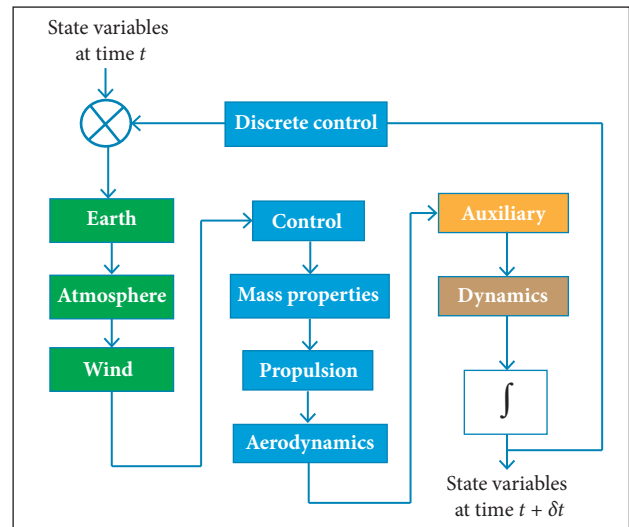 State variables
at time t
Discrete control
Earth
Atmosphere
Wind
Control
Mass properties
Propulsion
Aerodynamics
Auxiliary
Dynamics
∫
State variables
at time t + δt